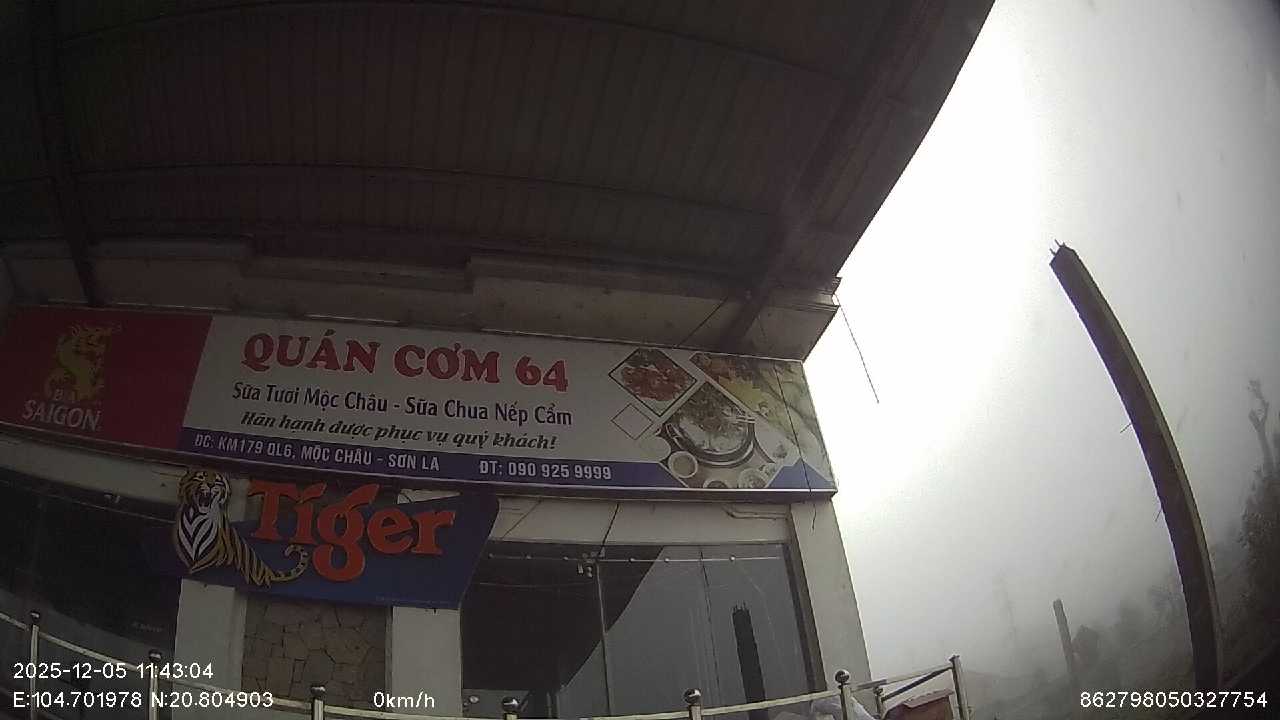 QUÁN CƠM 64
Sữa Tươi Mộc Châu - Sữa Chua Nếp Cẩm
Hân hạnh được phục vụ quý khách!
ĐC: KM179 QL6, MỘC CHÂU - SƠN LA ĐT: 090 925 9999
BIA
SAIGON
Tiger
2025-12-05 11:43:04
E:104.701978 N:20.804903 0km/h 862798050327754